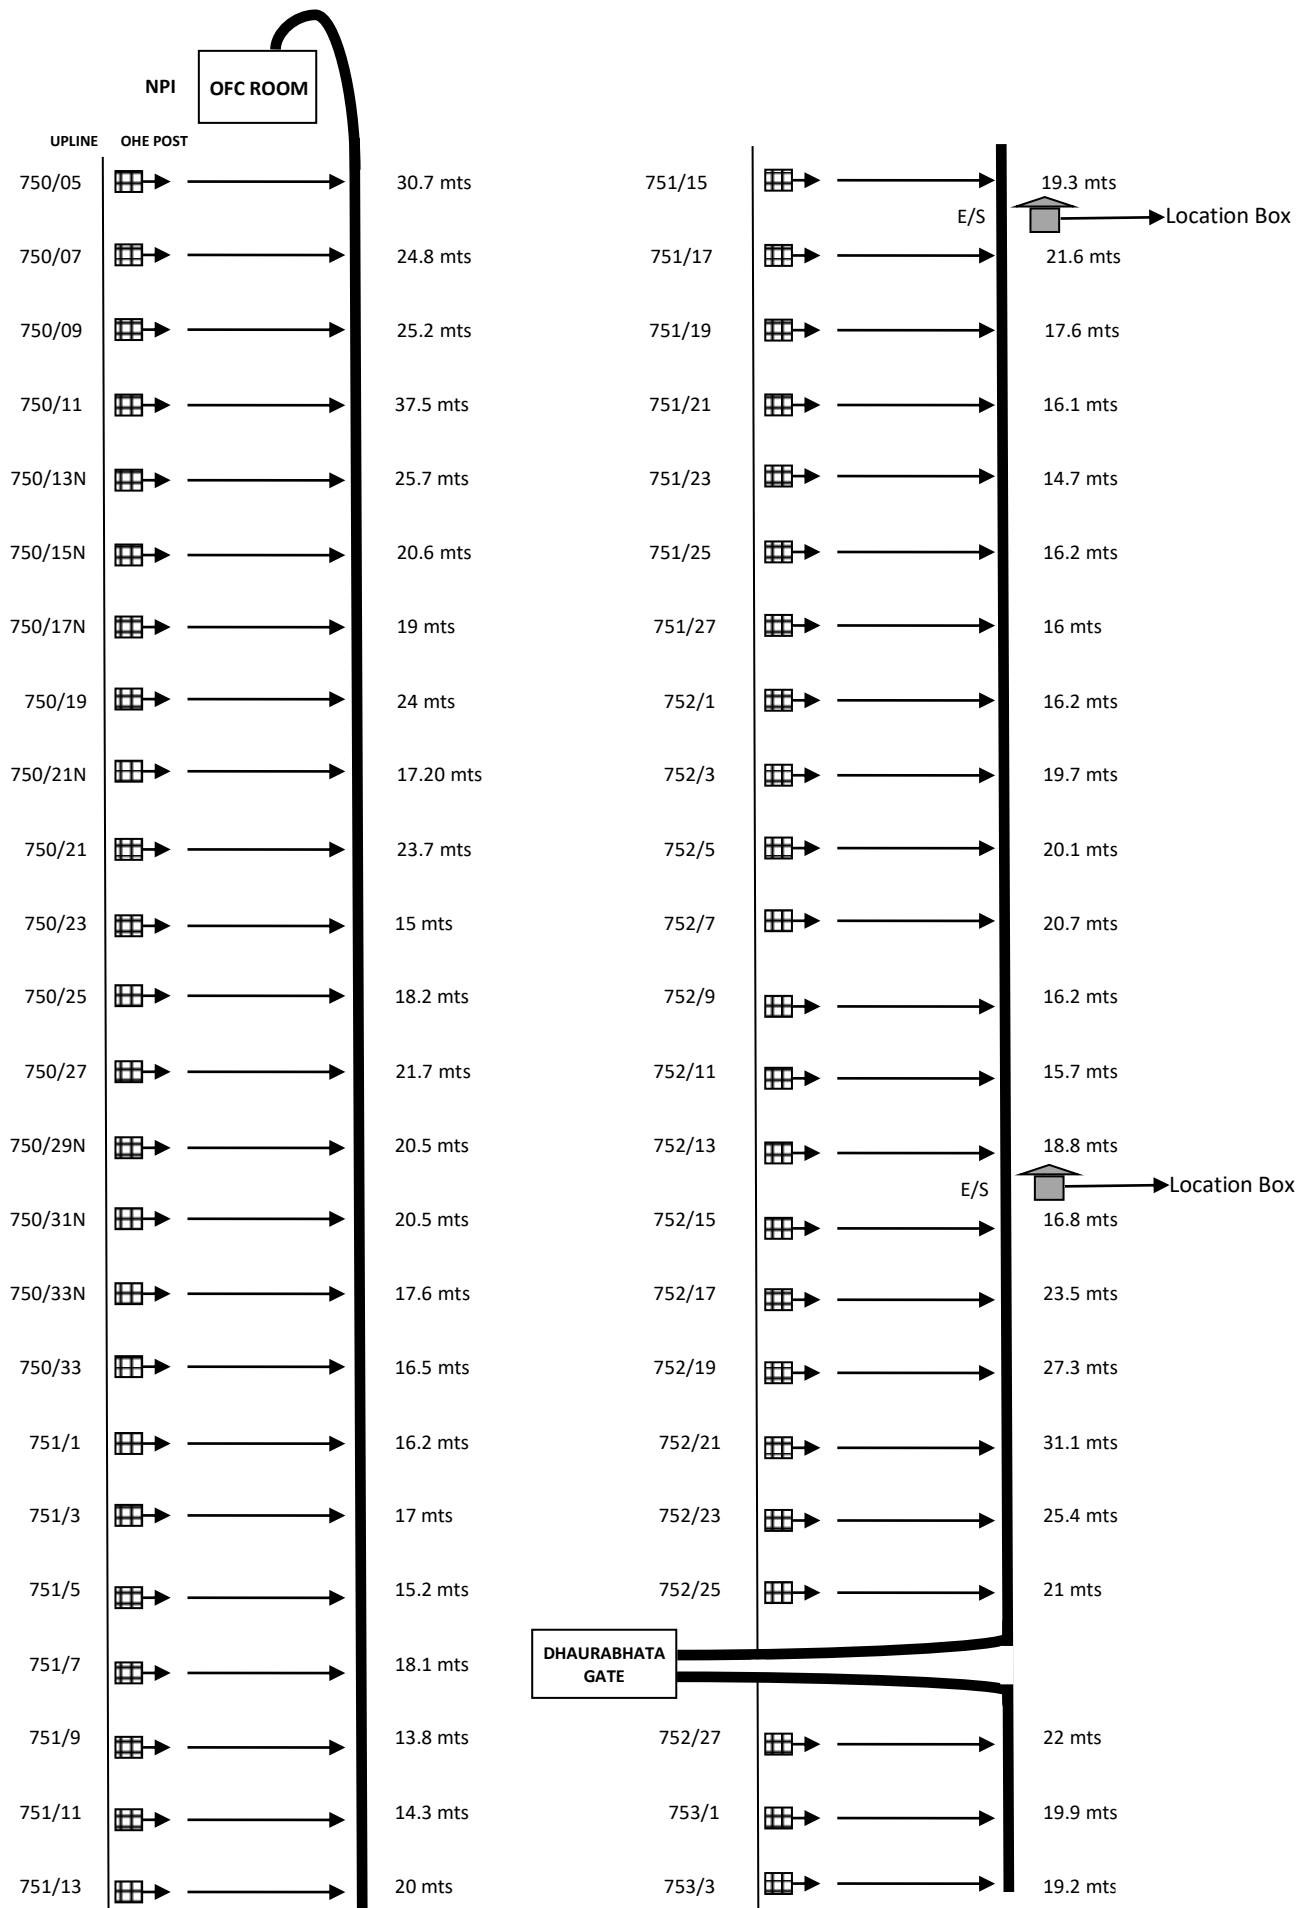 NPI
OFC ROOM
UPLINE OHE POST
750/05 30.7 mts
750/07 24.8 mts
750/09 25.2 mts
750/11 37.5 mts
750/13N 25.7 mts
750/15N 20.6 mts
750/17N 19 mts
750/19 24 mts
750/21N 17.20 mts
750/21 23.7 mts
750/23 15 mts
750/25 18.2 mts
750/27 21.7 mts
750/29N 20.5 mts
750/31N 20.5 mts
750/33N 17.6 mts
750/33 16.5 mts
751/1 16.2 mts
751/3 17 mts
751/5 15.2 mts
751/7 18.1 mts
751/9 13.8 mts
751/11 14.3 mts
751/13 20 mts
751/15 19.3 mts
E/S Location Box
751/17 21.6 mts
751/19 17.6 mts
751/21 16.1 mts
751/23 14.7 mts
751/25 16.2 mts
751/27 16 mts
752/1 16.2 mts
752/3 19.7 mts
752/5 20.1 mts
752/7 20.7 mts
752/9 16.2 mts
752/11 15.7 mts
752/13 18.8 mts
E/S Location Box
752/15 16.8 mts
752/17 23.5 mts
752/19 27.3 mts
752/21 31.1 mts
752/23 25.4 mts
752/25 21 mts
DHAURABHATA
GATE
752/27 22 mts
753/1 19.9 mts
753/3 19.2 mts